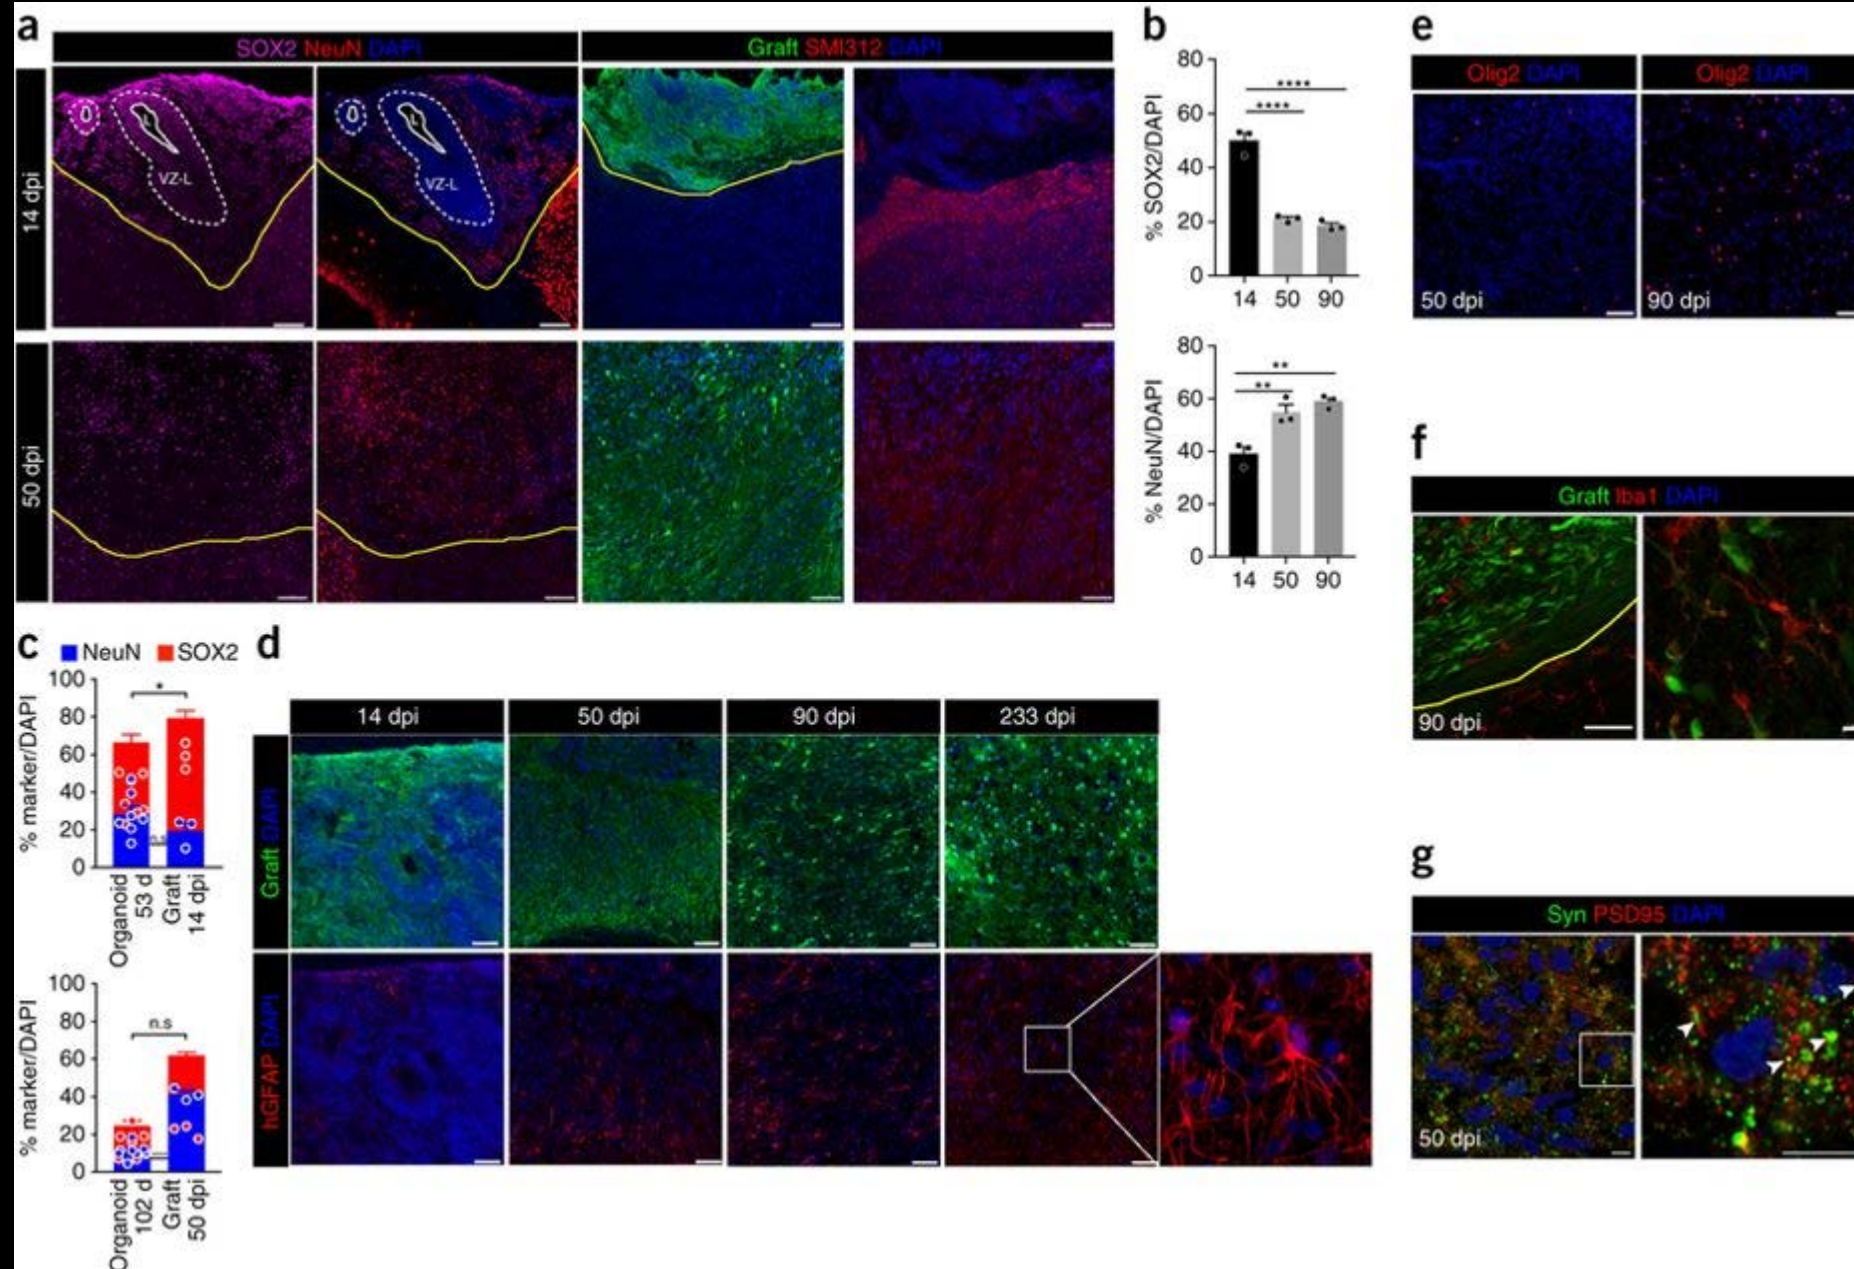 a
SOX2 NeuN DAPI
Graft SMI312 DAPI
14 dpi
L
VZ-L
L
VZ-L
50 dpi
b
% SOX2/DAPI
80
60
40
20
0
****
****
14 50 90
% NeuN/DAPI
80
60
40
20
0
**
**
14 50 90
c
NeuN SOX2
% marker/DAPI
100
80
60
40
20
0
*
n.s
Organoid
53 d
Graft
14 dpi
% marker/DAPI
100
80
60
40
20
0
n.s
Organoid
102 d
Graft
50 dpi
d
14 dpi 50 dpi 90 dpi 233 dpi
Graft DAPI
hGFAP DAPI
e
Olig2 DAPI Olig2 DAPI
50 dpi 90 dpi
f
Graft Iba1 DAPI
90 dpi
g
Syn PSD95 DAPI
50 dpi